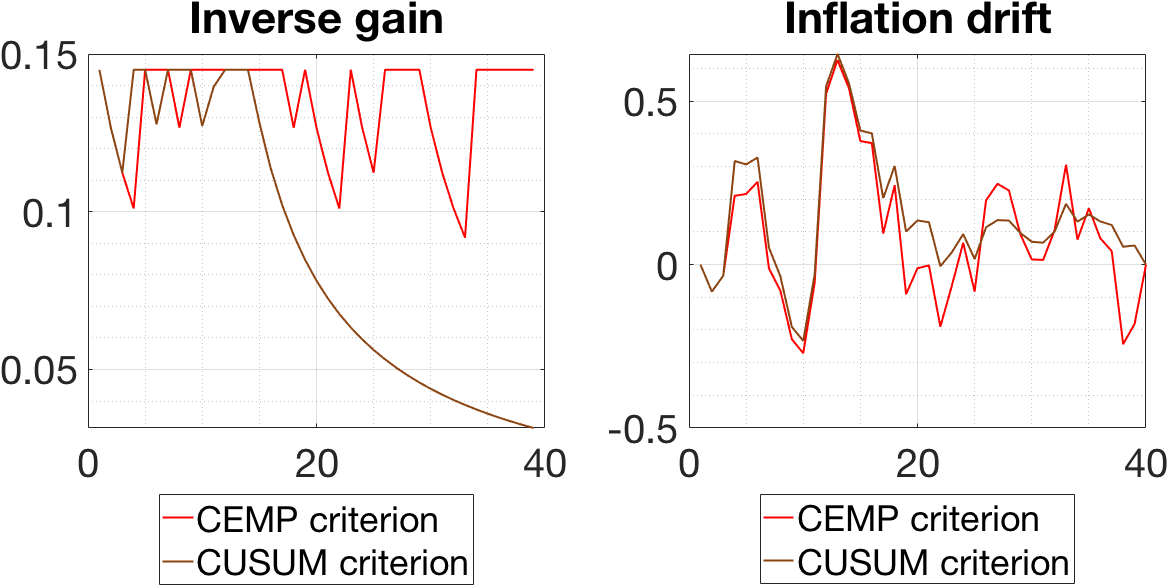 Inverse gain
0.15
0.1
0.05
0
20
40
CEMP criterion
CUSUM criterion
Inflation drift
0.5
0
-0.5
0
20
40
CEMP criterion
CUSUM criterion